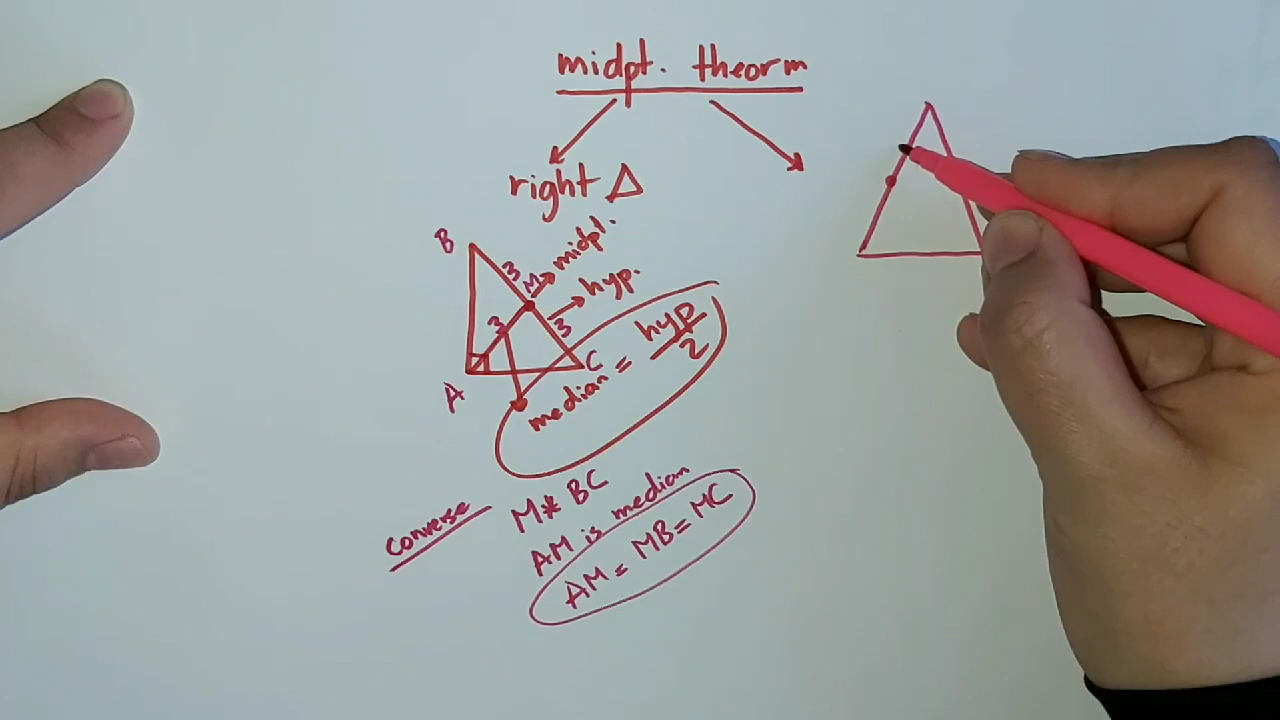 midpt. theorm
right Δ
B
3
M
midpt.
hyp.
3
3
A
C
median = hyp/2
converse
M* BC
AM is median
AM = MB = MC